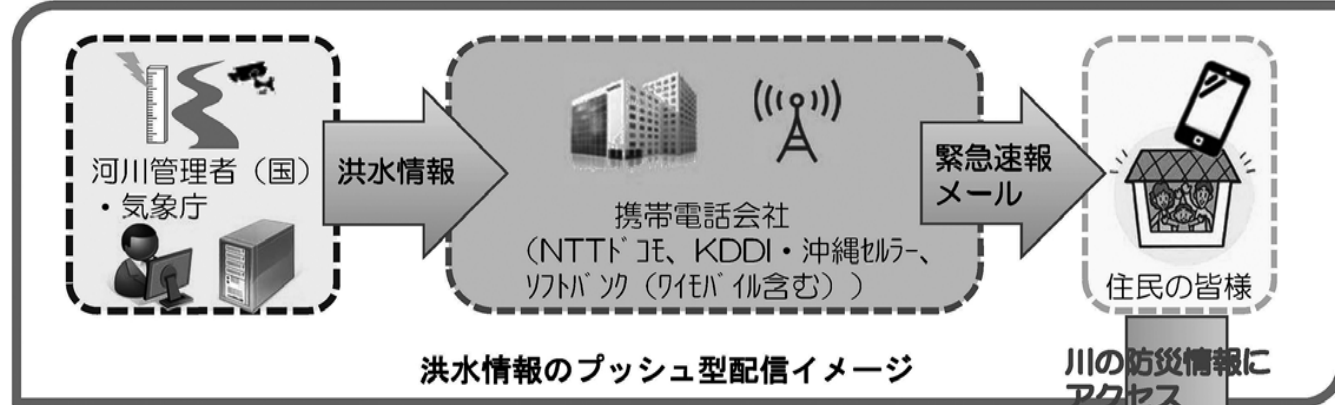 河川管理者（国）
・気象庁
洪水情報
携帯電話会社
（NTTﾄﾞｺﾓ、KDDI・沖縄ｾﾙﾗｰ、
ｿﾌﾄﾊﾞﾝｸ（ﾜｲﾓﾊﾞｲﾙ含む））
緊急速報
メール
住民の皆様
洪水情報のプッシュ型配信イメージ
川の防災情報に
アクセス